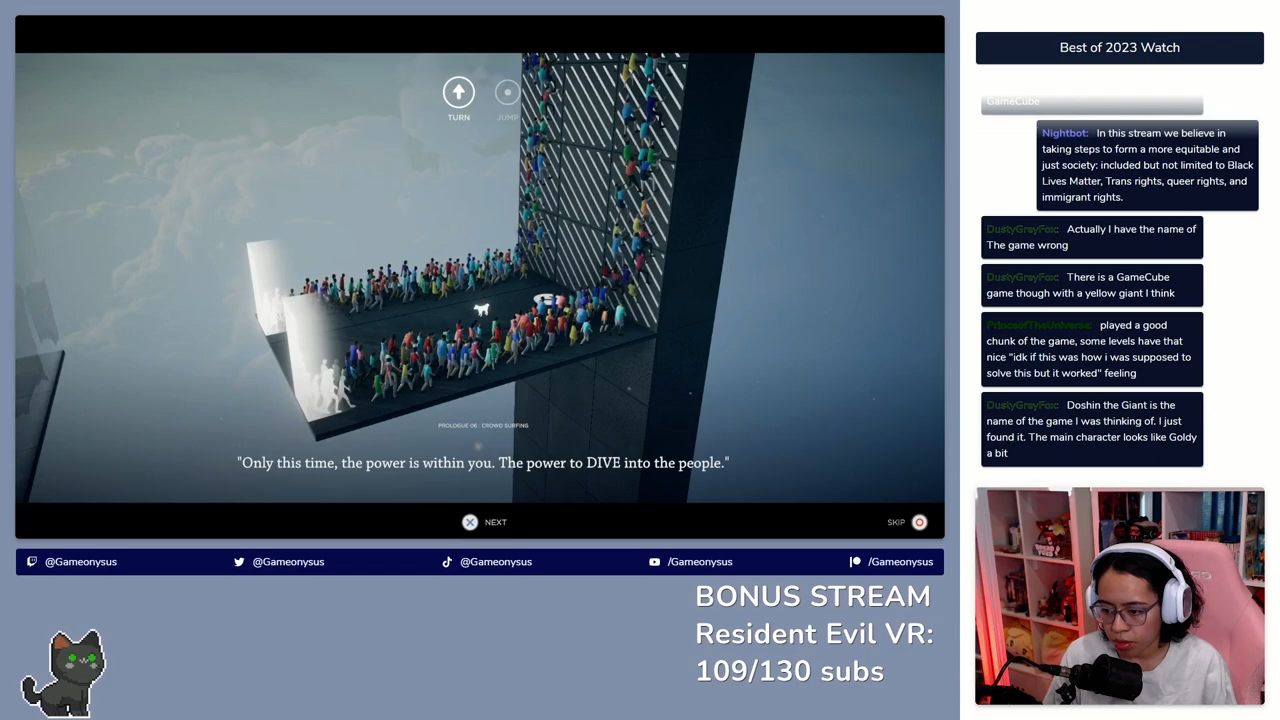 TURN
JUMP
PROLOGUE 06 : CROWD SURFING
"Only this time, the power is within you. The power to DIVE into the people."
NEXT
SKIP
@Gameonysus
@Gameonysus
@Gameonysus
/Gameonysus
/Gameonysus
BONUS STREAM
Resident Evil VR:
109/130 subs
Best of 2023 Watch
GameCube
Nightbot: In this stream we believe in
taking steps to form a more equitable and
just society: included but not limited to Black
Lives Matter, Trans rights, queer rights, and
immigrant rights.
DustyGreyFox: Actually I have the name of
The game wrong
DustyGreyFox: There is a GameCube
game though with a yellow giant I think
PrinceofTheUniverse: played a good
chunk of the game, some levels have that
nice "idk if this was how i was supposed to
solve this but it worked" feeling
DustyGreyFox: Doshin the Giant is the
name of the game I was thinking of. I just
found it. The main character looks like Goldy
a bit